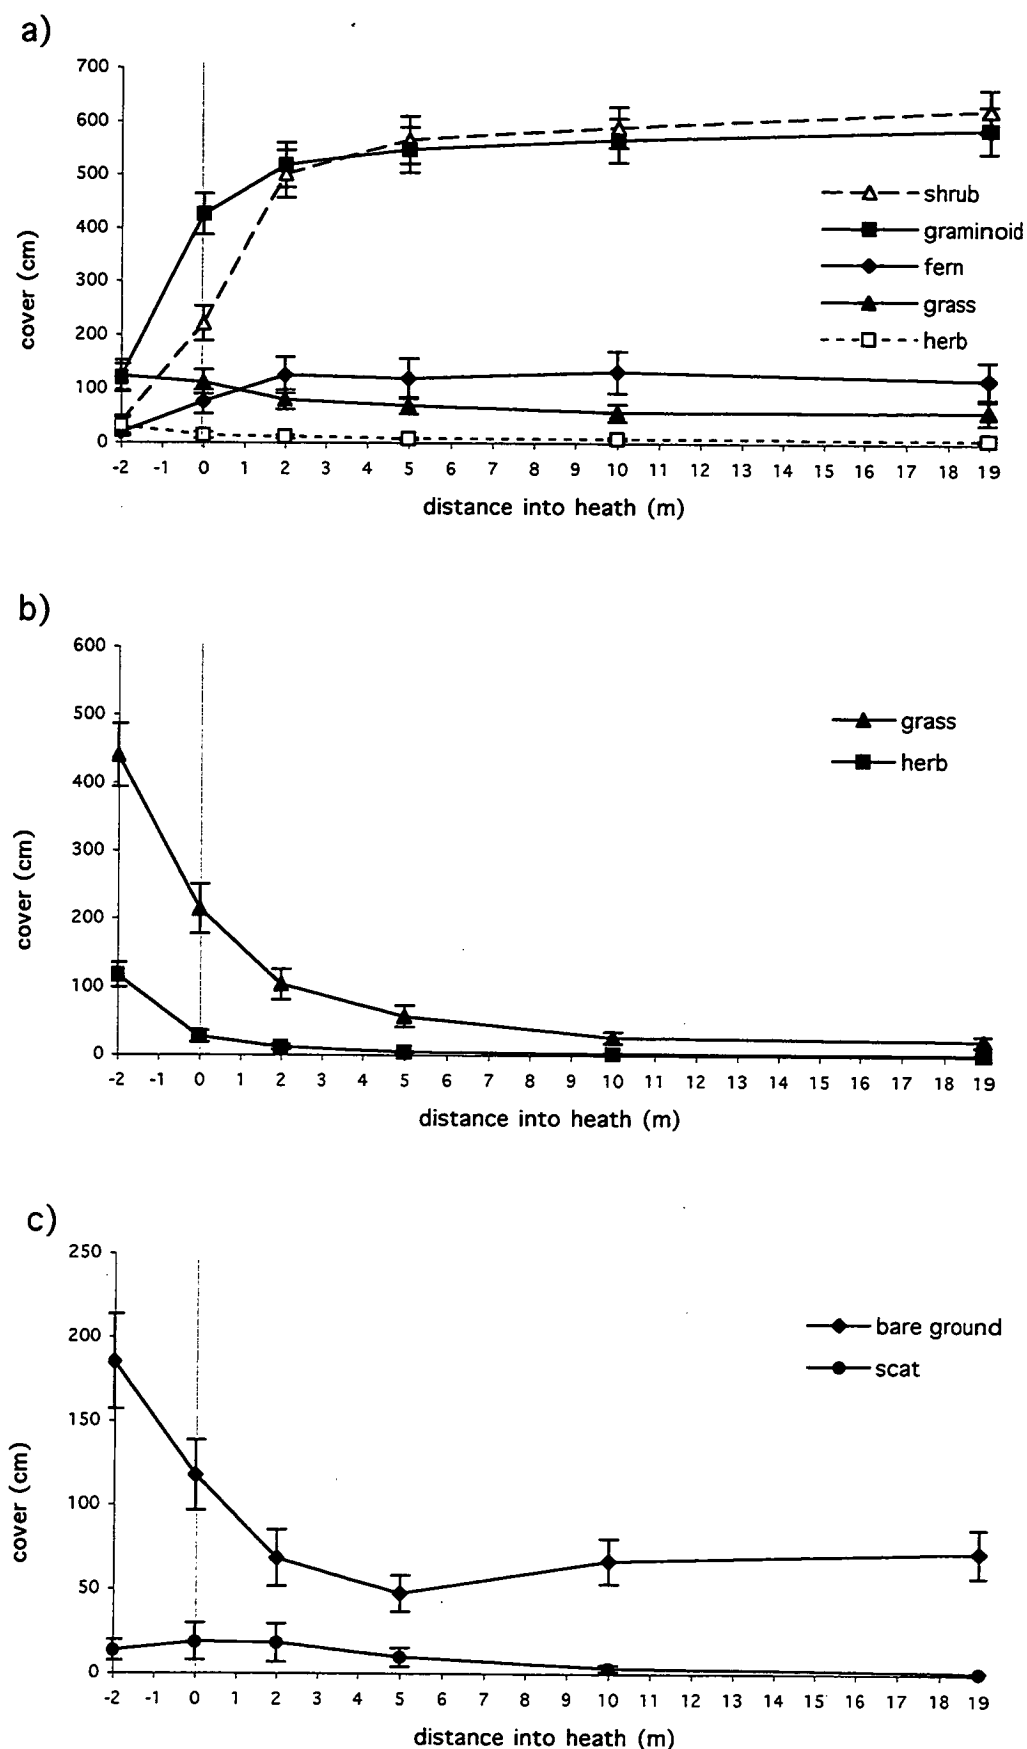 a)
700
600
500
400
300
200
100
0
cover (cm)
shrub
graminoid
fern
grass
herb
-2 -1 0 1 2 3 4 5 6 7 8 9 10 11 12 13 14 15 16 17 18 19
distance into heath (m)
b)
600
500
400
300
200
100
0
cover (cm)
grass
herb
-2 -1 0 1 2 3 4 5 6 7 8 9 10 11 12 13 14 15 16 17 18 19
distance into heath (m)
c)
250
200
150
100
50
0
cover (cm)
bare ground
scat
-2 -1 0 1 2 3 4 5 6 7 8 9 10 11 12 13 14 15 16 17 18 19
distance into heath (m)